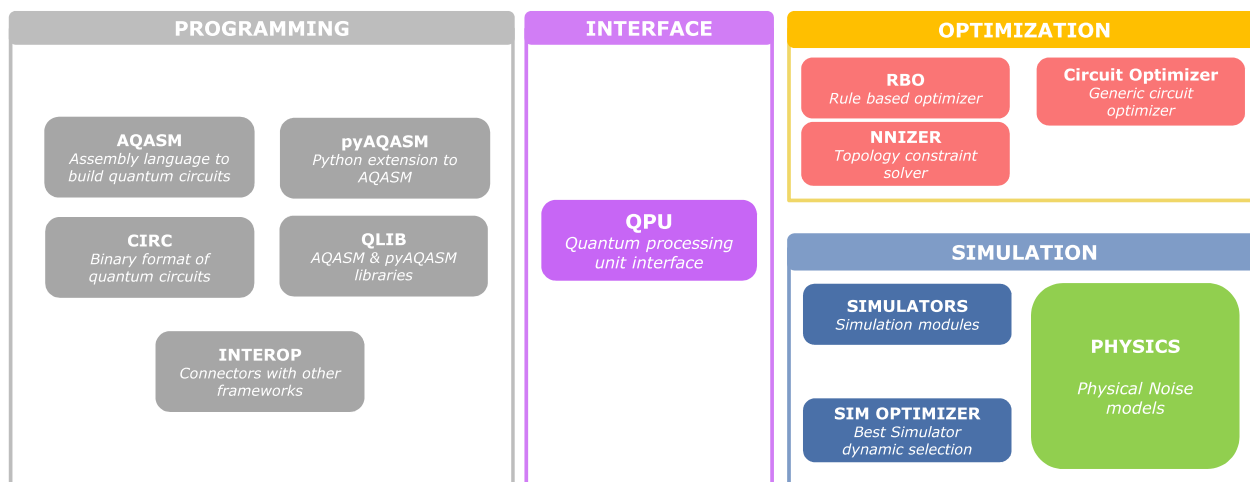 PROGRAMMING
AQASM
Assembly language to
build quantum circuits
pyAQASM
Python extension to
AQASM
CIRC
Binary format of
quantum circuits
QLIB
AQASM & pyAQASM
libraries
INTEROP
Connectors with other
frameworks
INTERFACE
QPU
Quantum processing
unit interface
OPTIMIZATION
RBO
Rule based optimizer
Circuit Optimizer
Generic circuit
optimizer
NNIZER
Topology constraint
solver
SIMULATION
SIMULATORS
Simulation modules
PHYSICS
Physical Noise
models
SIM OPTIMIZER
Best Simulator
dynamic selection